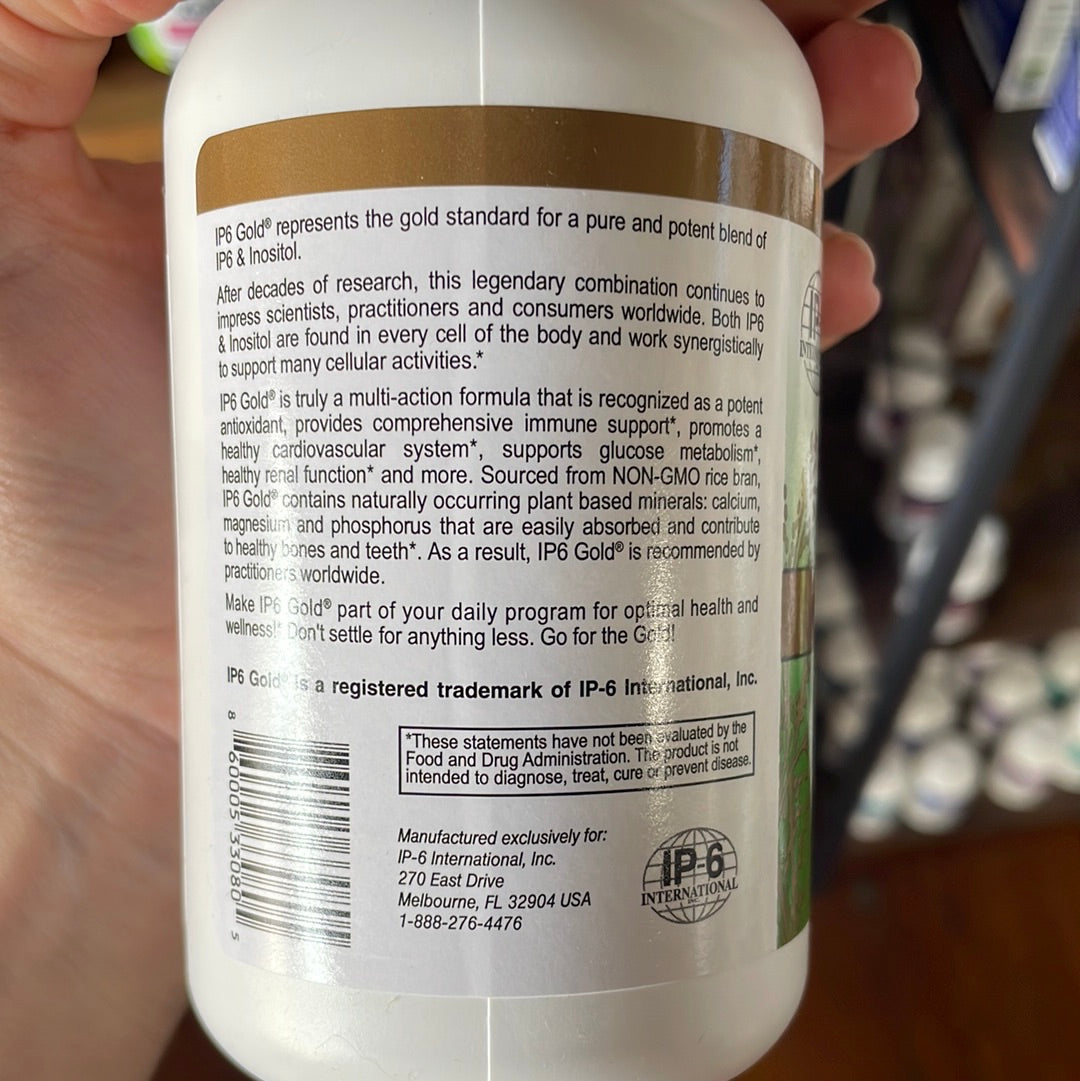 IP6 Gold® represents the gold standard for a pure and potent blend of
IP6 & Inositol.
After decades of research, this legendary combination continues to
impress scientists, practitioners and consumers worldwide. Both IP6
& Inositol are found in every cell of the body and work synergistically
to support many cellular activities.*
IP6 Gold® is truly a multi-action formula that is recognized as a potent
antioxidant, provides comprehensive immune support*, promotes a
healthy cardiovascular system*, supports glucose metabolism*,
healthy renal function* and more. Sourced from NON-GMO rice bran,
IP6 Gold® contains naturally occurring plant based minerals: calcium,
magnesium and phosphorus that are easily absorbed and contribute
to healthy bones and teeth*. As a result, IP6 Gold® is recommended by
practitioners worldwide.
Make IP6 Gold® part of your daily program for optimal health and
wellness!* Don't settle for anything less. Go for the Gold!
IP6 Gold® is a registered trademark of IP-6 International, Inc.
*These statements have not been evaluated by the
Food and Drug Administration. The product is not
intended to diagnose, treat, cure or prevent disease.
8 60005 33080 5
Manufactured exclusively for:
IP-6 International, Inc.
270 East Drive
Melbourne, FL 32904 USA
1-888-276-4476
IP-6
INTERNATIONAL
INC.